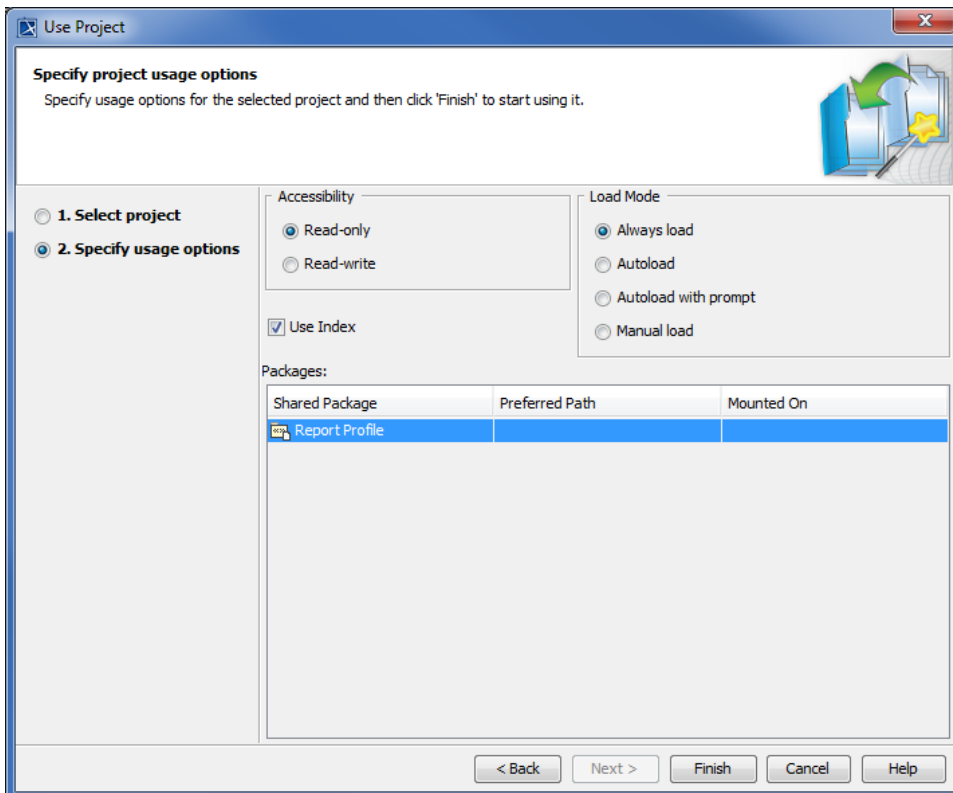 Use Project
Specify project usage options
Specify usage options for the selected project and then click 'Finish' to start using it.
1. Select project
2. Specify usage options
Accessibility
Read-only
Read-write
Use Index
Load Mode
Always load
Autoload
Autoload with prompt
Manual load
Packages:
Shared Package Preferred Path Mounted On
Report Profile
< Back Next > Finish Cancel Help